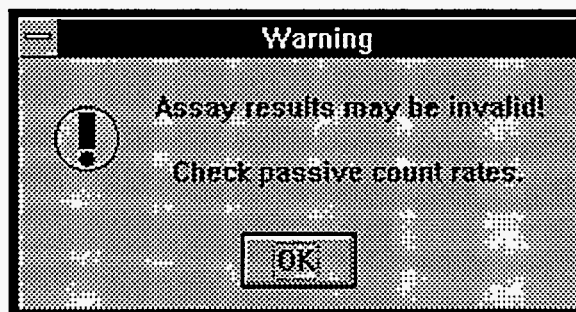 Warning
Assay results may be invalid!
Check passive count rates.
OK